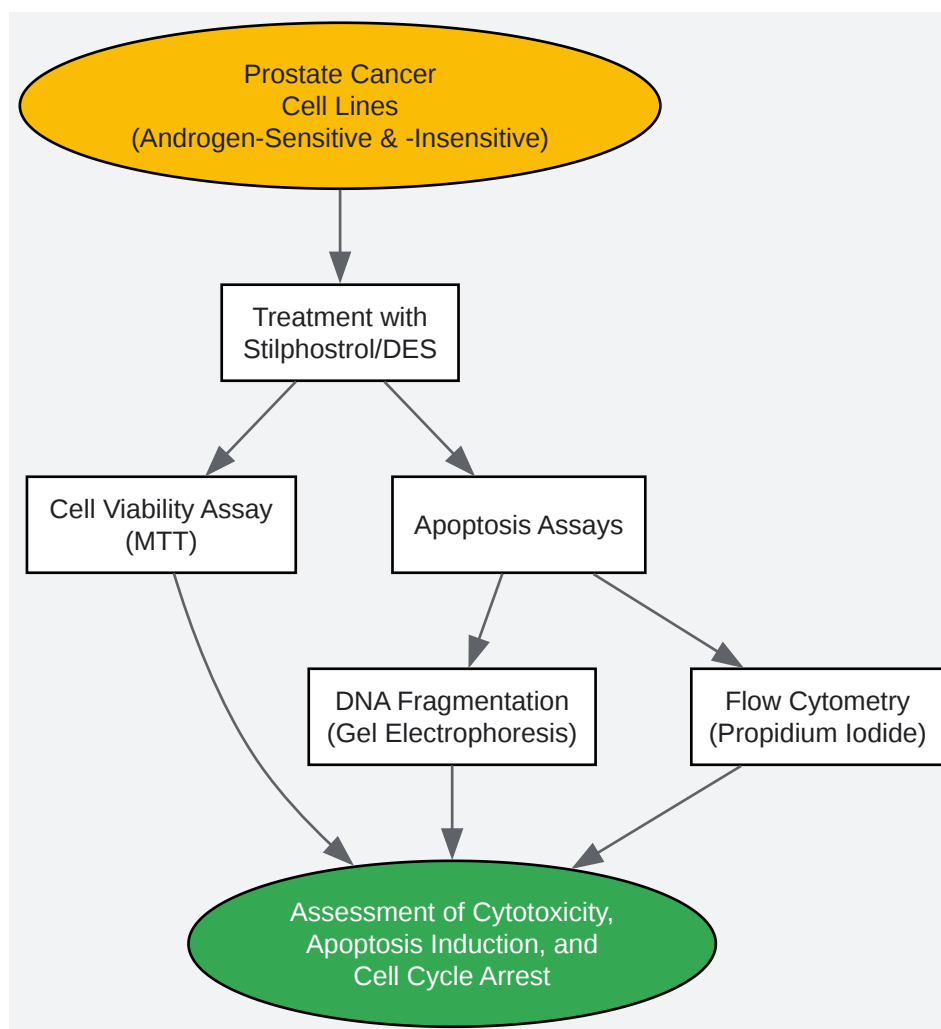 Prostate Cancer
Cell Lines
(Androgen-Sensitive & -Insensitive)
Treatment with
Stilphostrol/DES
Cell Viability Assay
(MTT)
Apoptosis Assays
DNA Fragmentation
(Gel Electrophoresis)
Flow Cytometry
(Propidium Iodide)
Assessment of Cytotoxicity,
Apoptosis Induction, and
Cell Cycle Arrest